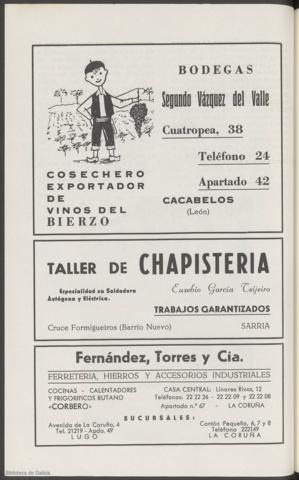 BODEGAS
Segundo Vázquez del Valle
Cuatropea, 38
Teléfono 24
Apartado 42
CACABELOS
(León)
COSECHERO
EXPORTADOR
DE
VINOS DEL
BIERZO
TALLER DE CHAPISTERIA
Especialidad en Soldadura
Autógena y Eléctrica.
Eusebio García Teijeiro
TRABAJOS GARANTIZADOS
Cruce Formigueiros (Barrio Nuevo)
SARRIA
Fernández, Torres y Cía.
FERRETERIA, HIERROS Y ACCESORIOS INDUSTRIALES
COCINAS - CALENTADORES
Y FRIGORIFICOS BUTANO
«CORBERO»
CASA CENTRAL: Linares Rivas, 12
Teléfonos: 22 22 26 - 22 22 09 y 22 22 08
Apartado n.º 67 - LA CORUÑA
SUCURSALES:
Avenida de La Coruña, 4
Tel. 21219 - Apdo. 49
LUGO
Cantón Pequeño, 6, 7 y 8
Teléfono 222149
LA CORUÑA
Biblioteca de Galicia